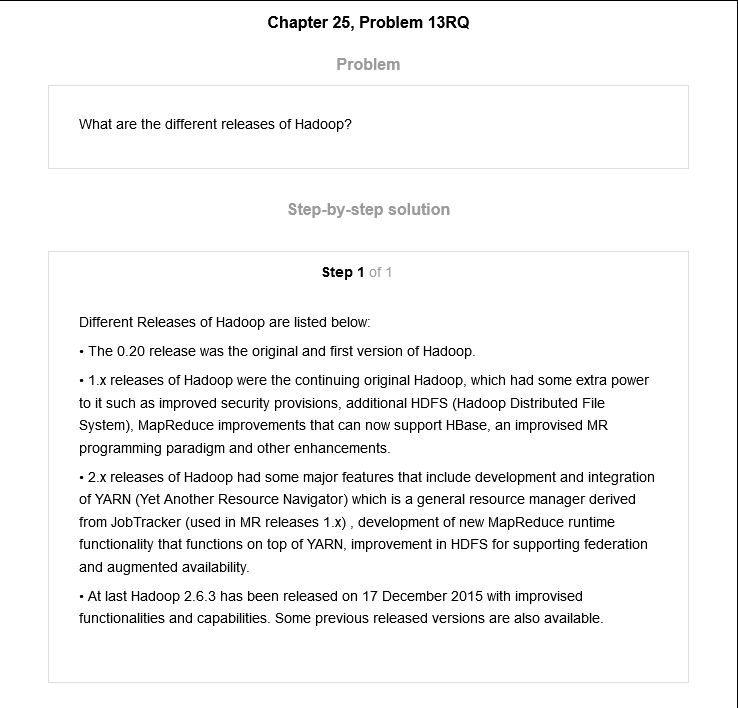 Chapter 25, Problem 13RQ
Problem
What are the different releases of Hadoop?
Step-by-step solution
Step 1 of 1
Different Releases of Hadoop are listed below:
• The 0.20 release was the original and first version of Hadoop.
• 1.x releases of Hadoop were the continuing original Hadoop, which had some extra power
to it such as improved security provisions, additional HDFS (Hadoop Distributed File
System), MapReduce improvements that can now support HBase, an improvised MR
programming paradigm and other enhancements.
• 2.x releases of Hadoop had some major features that include development and integration
of YARN (Yet Another Resource Navigator) which is a general resource manager derived
from JobTracker (used in MR releases 1.x) , development of new MapReduce runtime
functionality that functions on top of YARN, improvement in HDFS for supporting federation
and augmented availability.
• At last Hadoop 2.6.3 has been released on 17 December 2015 with improvised
functionalities and capabilities. Some previous released versions are also available.